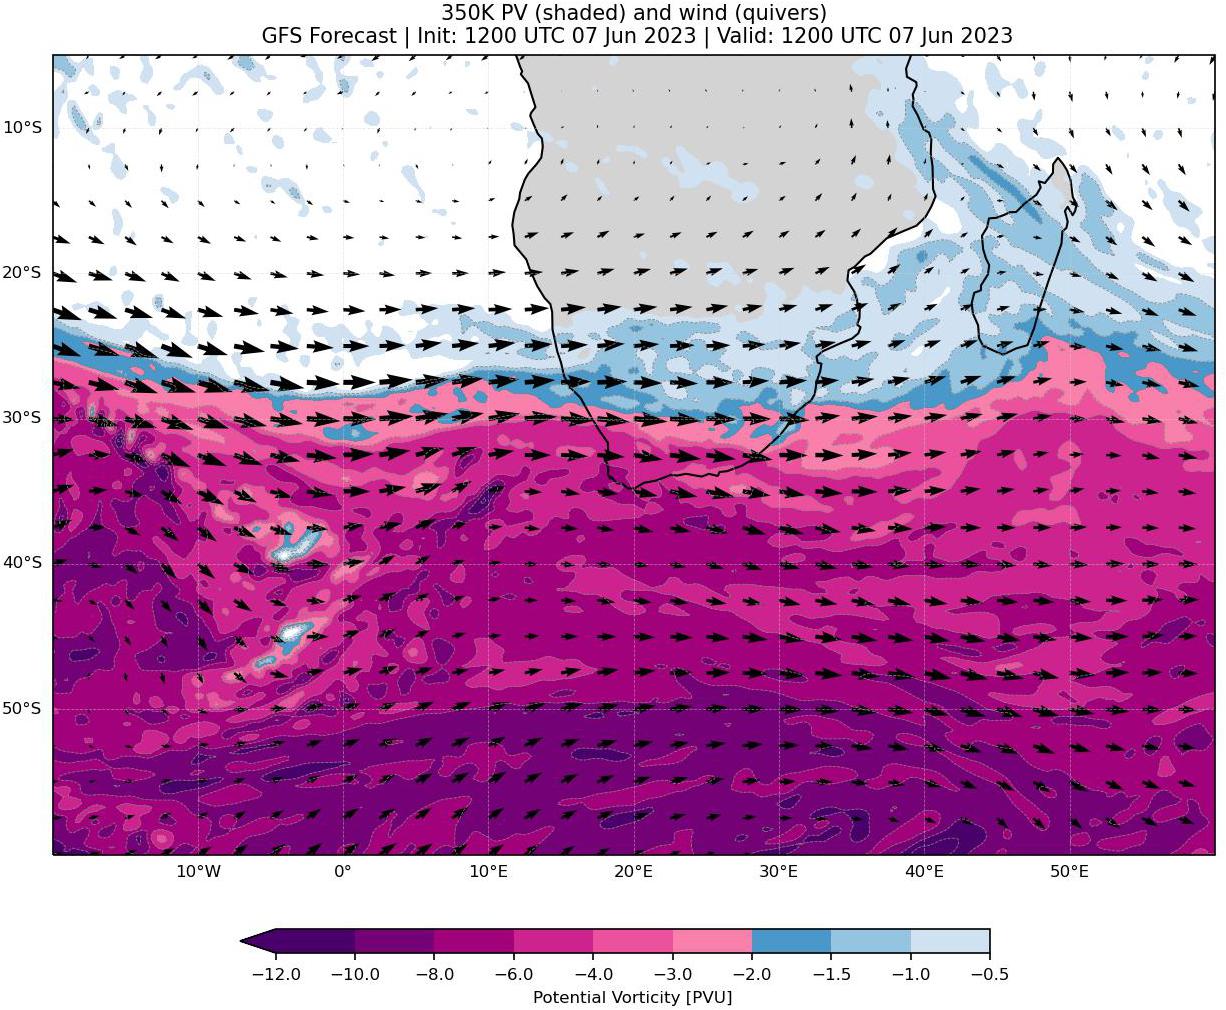 350K PV (shaded) and wind (quivers)
GFS Forecast | Init: 1200 UTC 07 Jun 2023 | Valid: 1200 UTC 07 Jun 2023
10°S
20°S
30°S
40°S
50°S
10°W 0° 10°E 20°E 30°E 40°E 50°E
−12.0 −10.0 −8.0 −6.0 −4.0 −3.0 −2.0 −1.5 −1.0 −0.5
Potential Vorticity [PVU]